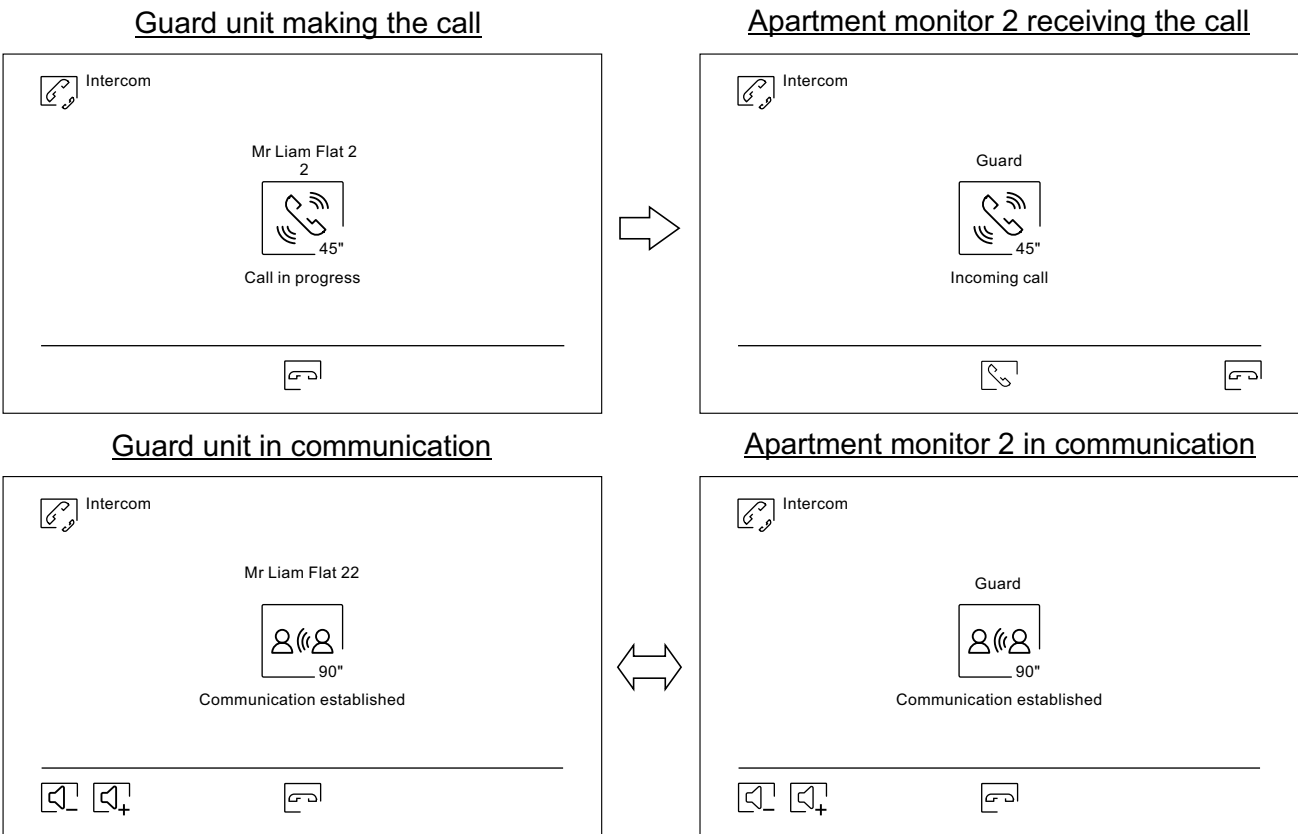 Guard unit making the call
Intercom
Mr Liam Flat 2
2
45"
Call in progress
Apartment monitor 2 receiving the call
Intercom
Guard
45"
Incoming call
Guard unit in communication
Intercom
Mr Liam Flat 22
90"
Communication established
Apartment monitor 2 in communication
Intercom
Guard
90"
Communication established